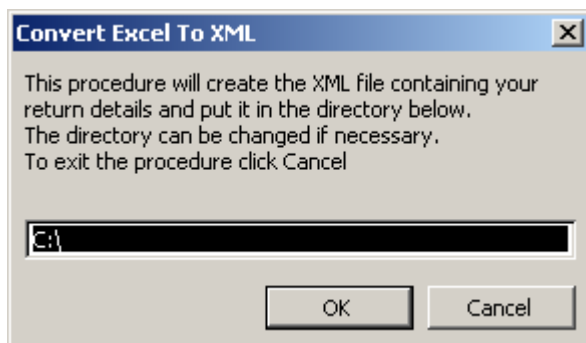 Convert Excel To XML
This procedure will create the XML file containing your
return details and put it in the directory below.
The directory can be changed if necessary.
To exit the procedure click Cancel
C:\
OK
Cancel